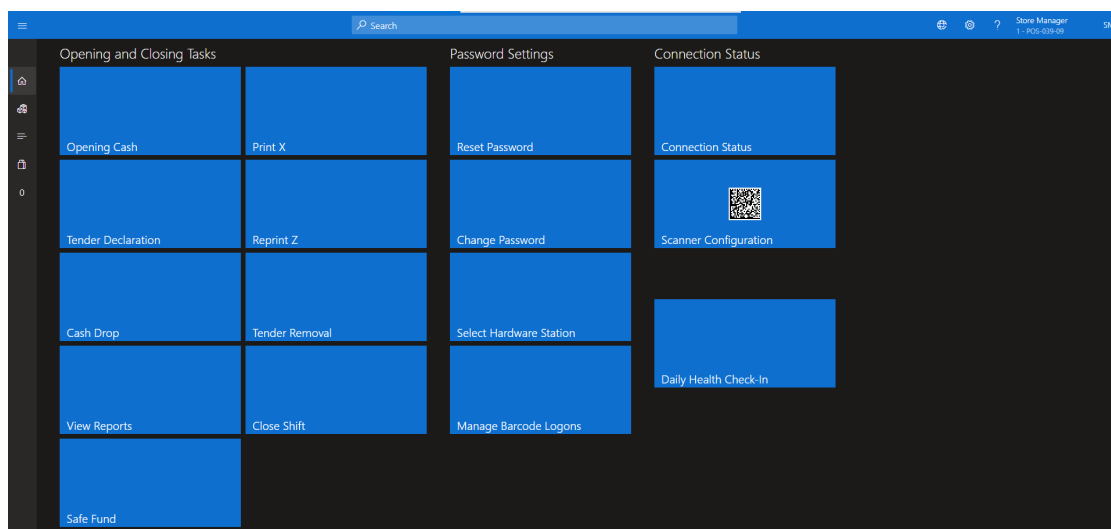 Search
?
Store Manager
1 - POS-039-09
SM
Opening and Closing Tasks
Password Settings
Connection Status
Opening Cash
Print X
Reset Password
Connection Status
0
Tender Declaration
Reprint Z
Change Password
Scanner Configuration
Cash Drop
Tender Removal
Select Hardware Station
Daily Health Check-In
View Reports
Close Shift
Manage Barcode Logons
Safe Fund